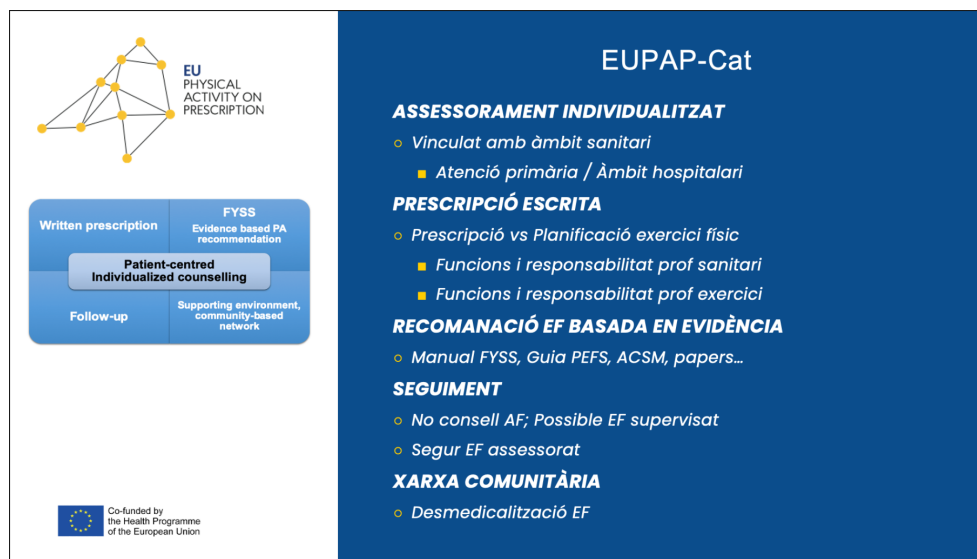 EU
PHYSICAL
ACTIVITY ON
PRESCRIPTION
Written prescription
FYSS
Evidence based PA
recommendation
Patient-centred
Individualized counselling
Follow-up
Supporting environment,
community-based
network
Co-funded by
the Health Programme
of the European Union
EUPAP-Cat
ASSESSORAMENT INDIVIDUALITZAT
Vinculat amb àmbit sanitari
Atenció primària / Àmbit hospitalari
PRESCRIPCIÓ ESCRITA
Prescripció vs Planificació exercici físic
Funcions i responsabilitat prof sanitari
Funcions i responsabilitat prof exercici
RECOMANACIÓ EF BASADA EN EVIDÈNCIA
Manual FYSS, Guia PEFS, ACSM, papers…
SEGUIMENT
No consell AF; Possible EF supervisat
Segur EF assessorat
XARXA COMUNITÀRIA
Desmedicalització EF